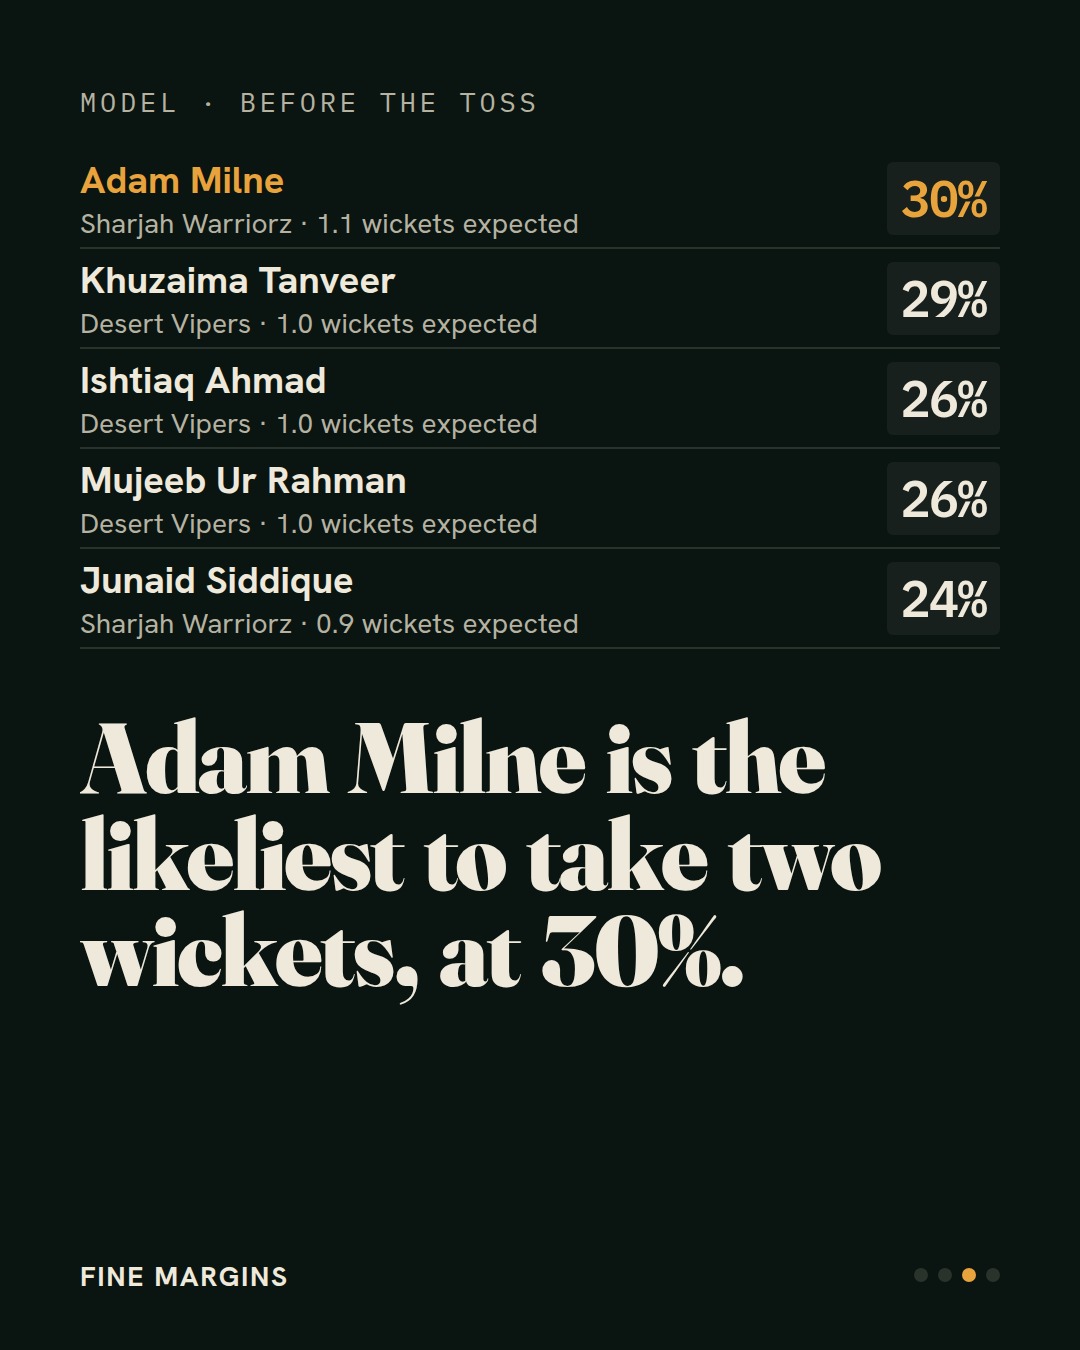 MODEL · BEFORE THE TOSS
Adam Milne
30%
Sharjah Warriorz · 1.1 wickets expected
Khuzaima Tanveer
29%
Desert Vipers · 1.0 wickets expected
Ishtiaq Ahmad
26%
Desert Vipers · 1.0 wickets expected
Mujeeb Ur Rahman
26%
Desert Vipers · 1.0 wickets expected
Junaid Siddique
24%
Sharjah Warriorz · 0.9 wickets expected
Adam Milne is the
likeliest to take two
wickets, at 30%.
FINE MARGINS